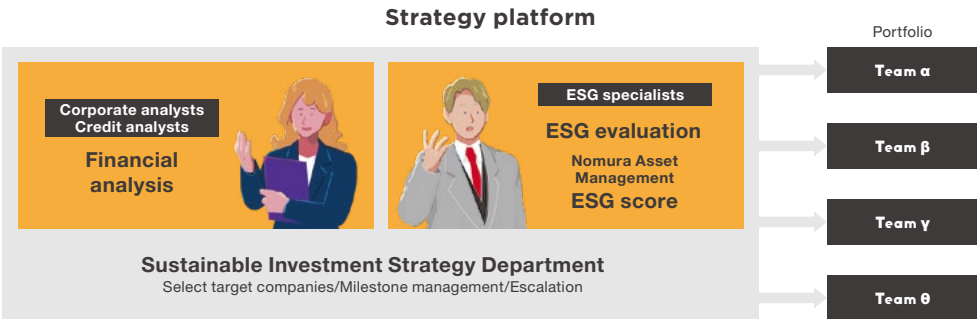 Strategy platform
Portfolio
Corporate analysts
Credit analysts
Financial
analysis
ESG specialists
ESG evaluation
Nomura Asset
Management
ESG score
Sustainable Investment Strategy Department
Select target companies/Milestone management/Escalation
Team α
Team β
Team γ
Team θ